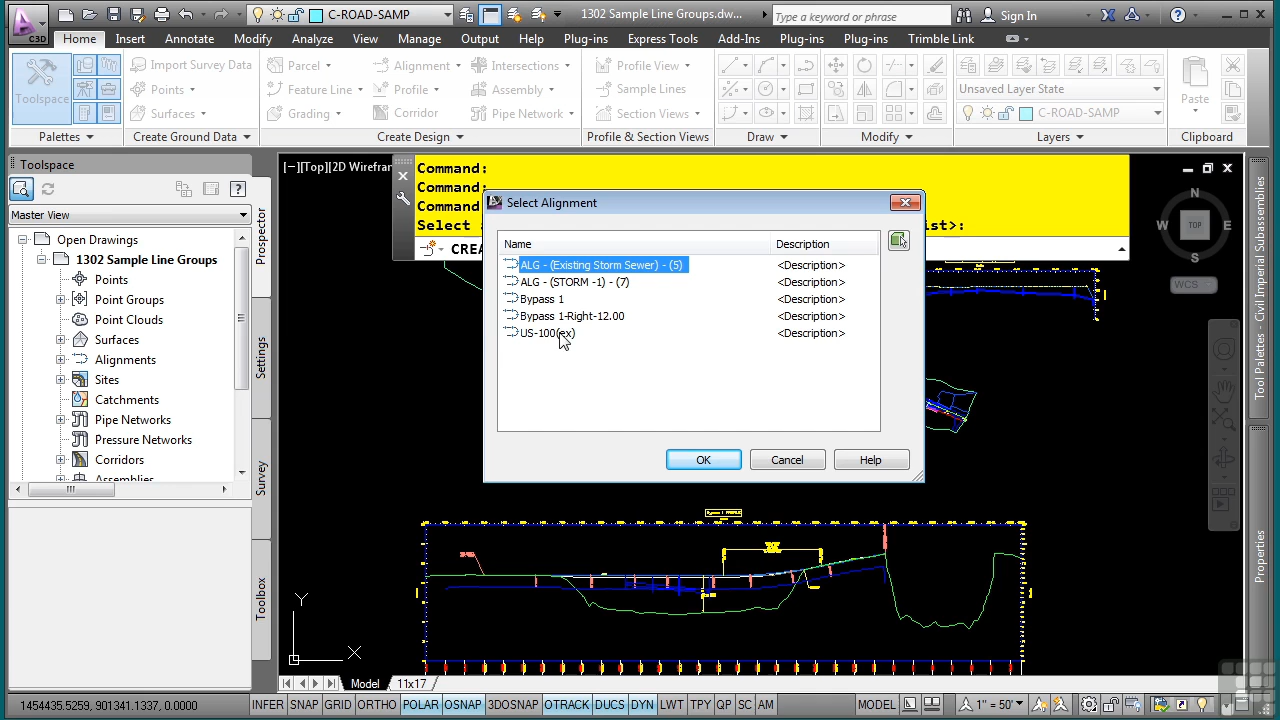 C3D
C-ROAD-SAMP
1302 Sample Line Groups.dw...
Type a keyword or phrase
Sign In
Home Insert Annotate Modify Analyze View Manage Output Help Plug-ins Express Tools Add-Ins Plug-ins Plug-ins Trimble Link
Toolspace
Import Survey Data
Points
Surfaces
Parcel
Feature Line
Grading
Alignment
Profile
Corridor
Intersections
Assembly
Pipe Network
Profile View
Sample Lines
Section Views
Unsaved Layer State
C-ROAD-SAMP
Paste
Palettes
Create Ground Data
Create Design
Profile & Section Views
Draw
Modify
Layers
Clipboard
Toolspace
Master View
Open Drawings
1302 Sample Line Groups
Points
Point Groups
Point Clouds
Surfaces
Alignments
Sites
Catchments
Pipe Networks
Pressure Networks
Corridors
Assemblies
Prospector
Settings
Survey
Toolbox
[−][Top][2D Wirefran
Command:
Command:
Command
Select
ist>:
CREA
Select Alignment
Name Description
ALG - (Existing Storm Sewer) - (5) <Description>
ALG - (STORM -1) - (7) <Description>
Bypass 1 <Description>
Bypass 1-Right-12.00 <Description>
US-100(ex) <Description>
OK Cancel Help
N
W TOP E
S
WCS
Tool Palettes - Civil Imperial Subassemblies
Properties
Y
X
Model 11x17
1454435.5259, 901341.1337, 0.0000
INFER SNAP GRID ORTHO POLAR OSNAP 3DOSNAP OTRACK DUCS DYN LWT TPY QP SC AM
MODEL
1" = 50'